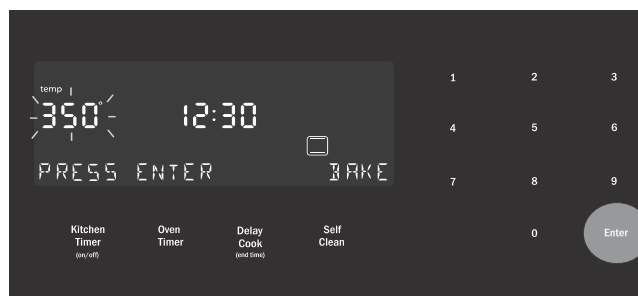 temp
350° 12:30
PRESS ENTER BAKE
Kitchen Timer (on/off)
Oven Timer
Delay Cook (end time)
Self Clean
1 2 3
4 5 6
7 8 9
0 Enter